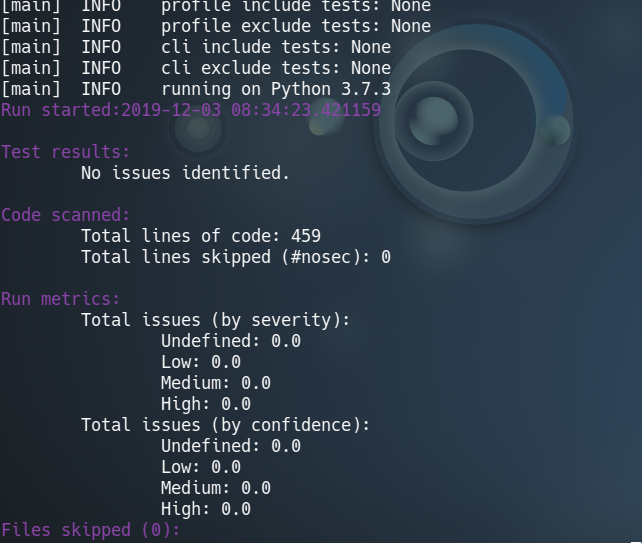 [main]  INFO    profile include tests: None
[main]  INFO    profile exclude tests: None
[main]  INFO    cli include tests: None
[main]  INFO    cli exclude tests: None
[main]  INFO    running on Python 3.7.3
Run started:2019-12-03 08:34:23.421159
Test results:
        No issues identified.
Code scanned:
        Total lines of code: 459
        Total lines skipped (#nosec): 0
Run metrics:
        Total issues (by severity):
                Undefined: 0.0
                Low: 0.0
                Medium: 0.0
                High: 0.0
        Total issues (by confidence):
                Undefined: 0.0
                Low: 0.0
                Medium: 0.0
                High: 0.0
Files skipped (0):